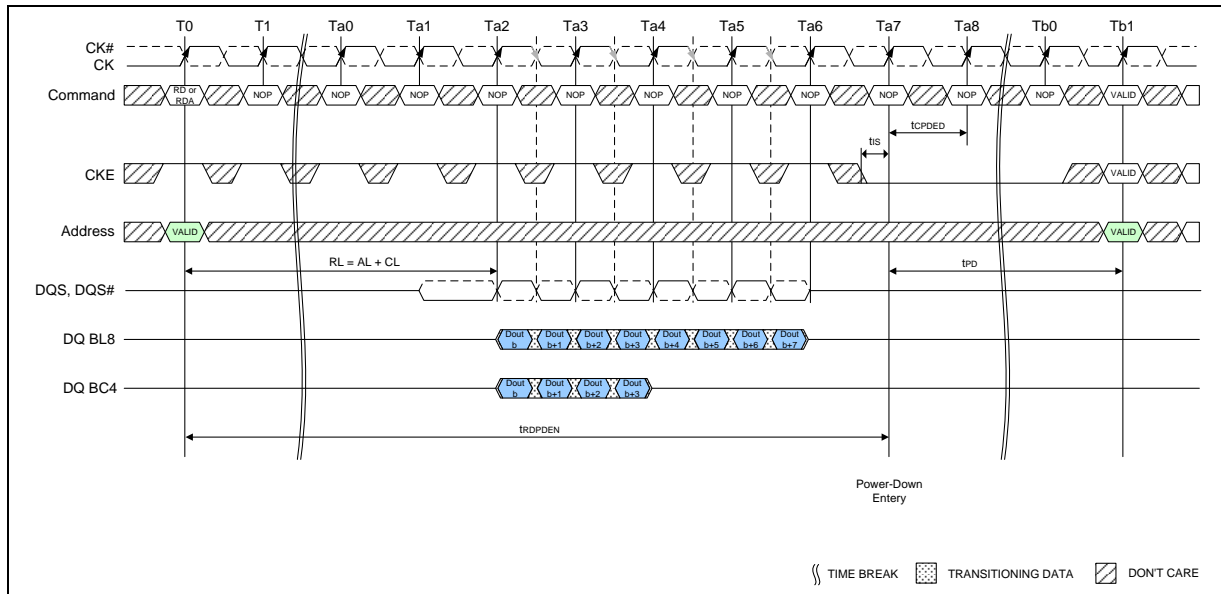 T0 T1 Ta0 Ta1 Ta2 Ta3 Ta4 Ta5 Ta6 Ta7 Ta8 Tb0 Tb1
CK#
CK
Command RD or RDA NOP NOP NOP NOP NOP NOP NOP NOP NOP NOP NOP VALID
tCPDED
tIS
CKE VALID
Address VALID VALID
RL = AL + CL tPD
DQS, DQS#
DQ BL8 Dout b Dout b+1 Dout b+2 Dout b+3 Dout b+4 Dout b+5 Dout b+6 Dout b+7
DQ BC4 Dout b Dout b+1 Dout b+2 Dout b+3
tRDPDEN
Power-Down
Entery
TIME BREAK TRANSITIONING DATA DON'T CARE